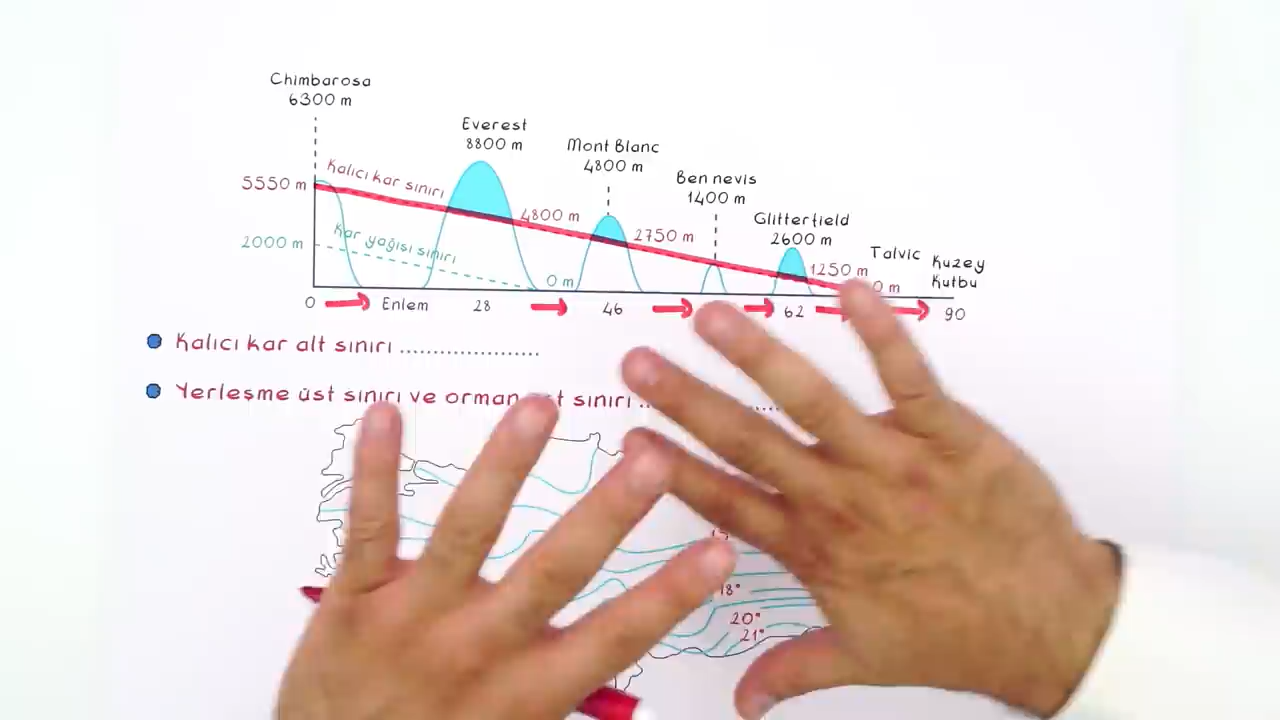 Chimbarosa
6300 m
Everest
8800 m
Mont Blanc
4800 m
Ben nevis
1400 m
Glitterfield
2600 m
Talvic
Kuzey
Kutbu
5550 m
Kalıcı kar sınırı
4800 m
2750 m
1250 m
0 m
2000 m
Kar yağışı sınırı
0 m
0 Enlem 28 46 62 90
Kalıcı kar alt sınırı ......................
Yerleşme üst sınırı ve orman sınırı ..
18°
20°
21°